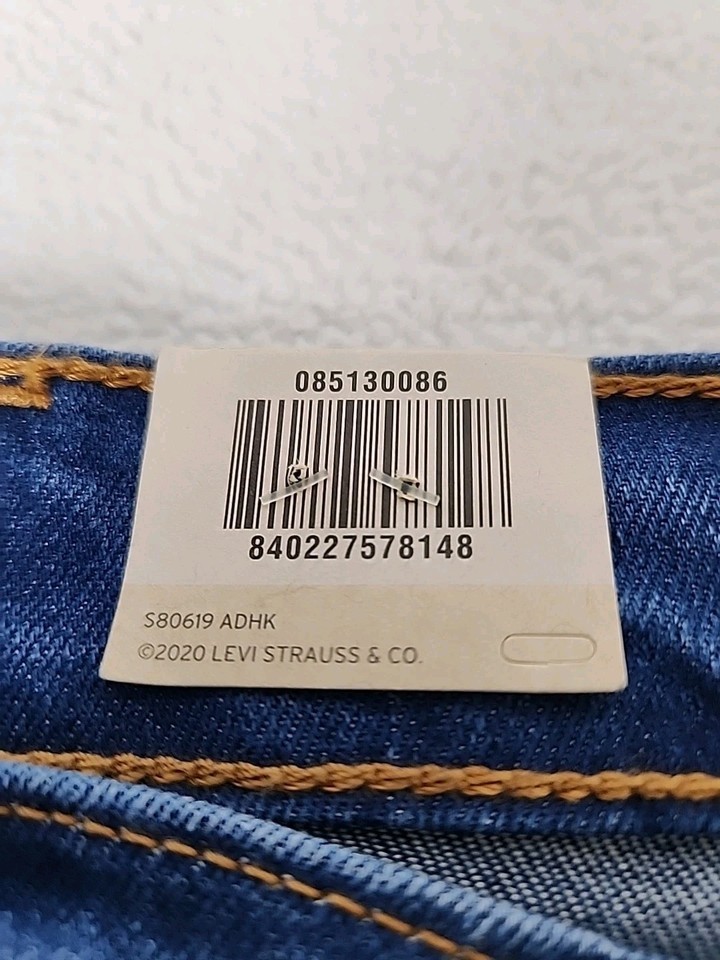 085130086
840227578148
S80619 ADHK
©2020 LEVI STRAUSS & CO.